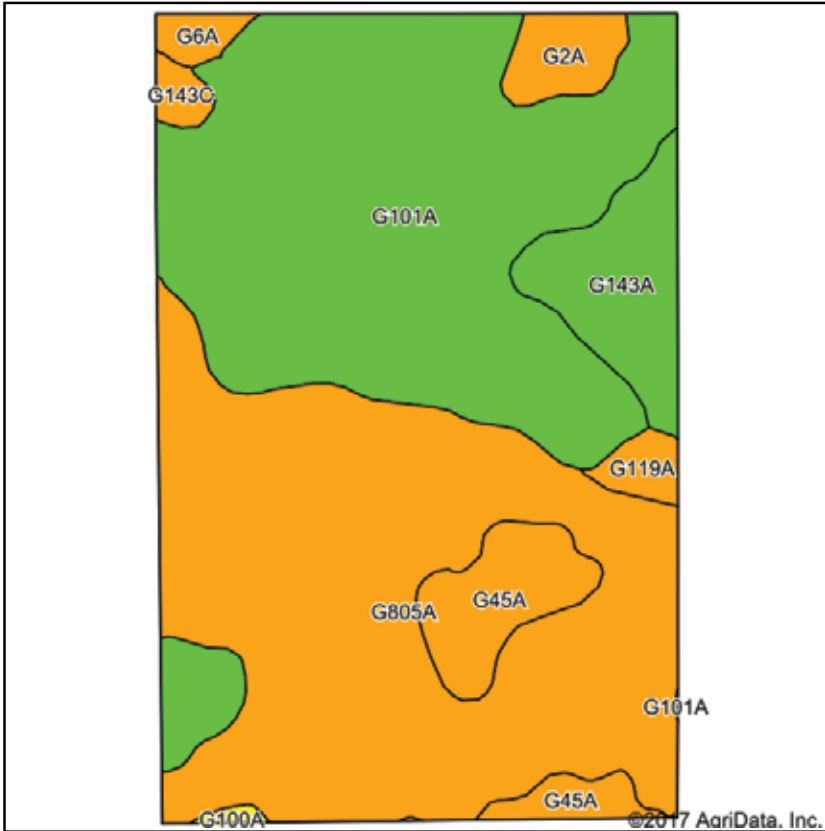 G6A
G2A
G143C
G101A
G143A
G119A
G45A
G805A
G101A
G45A
G100A
©2017 AgriData, Inc.